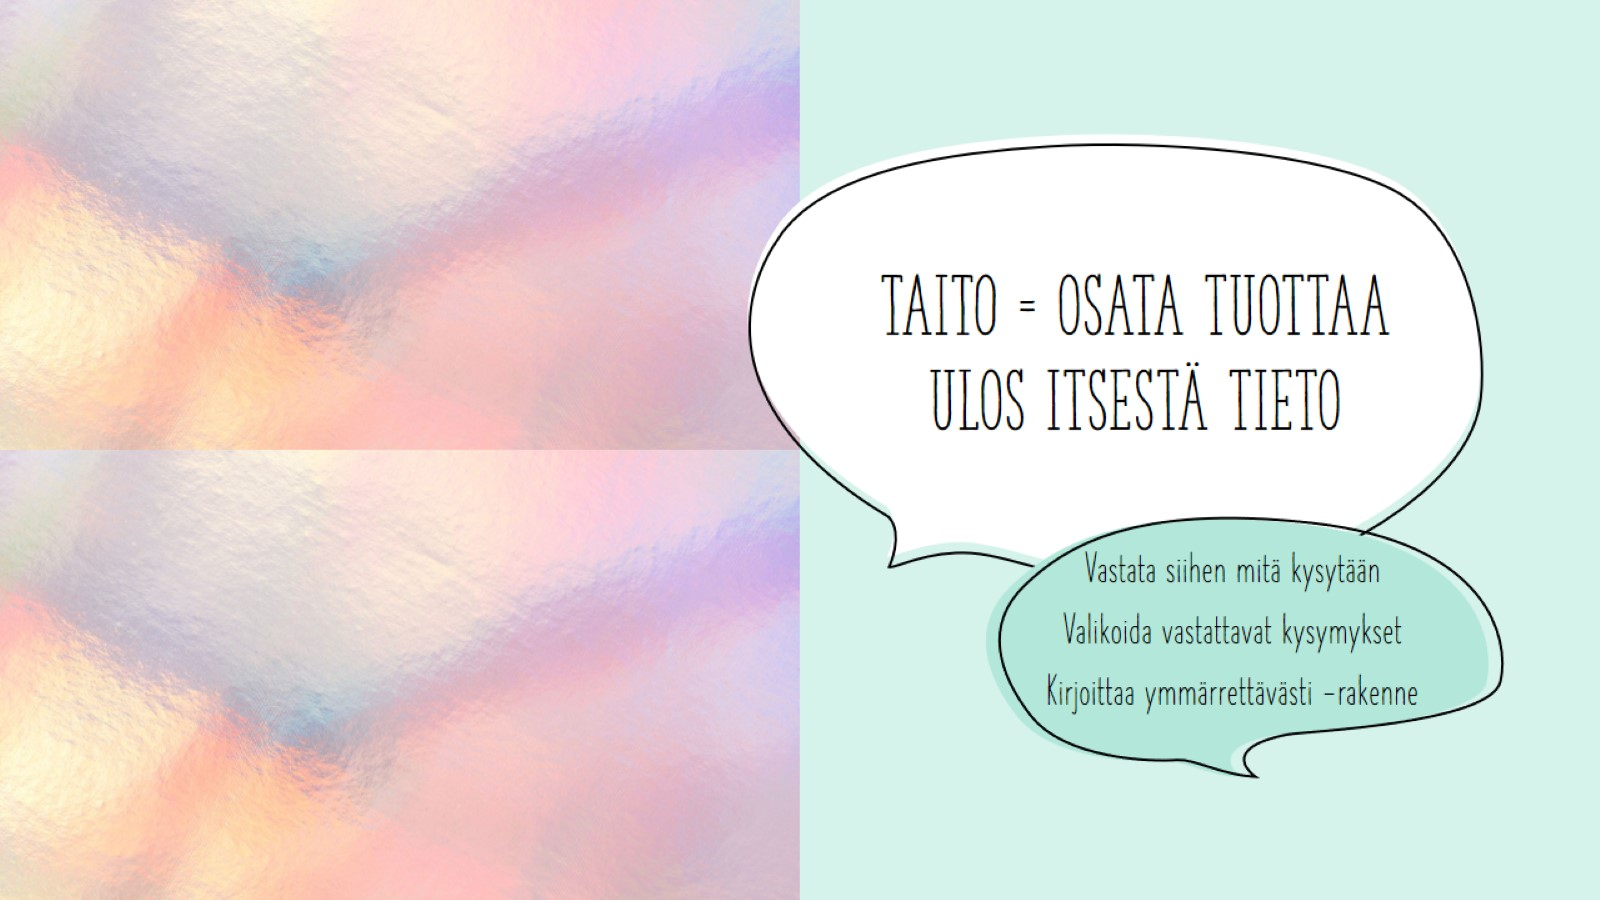 TAITO = OSATA TUOTTAA
ULOS ITSESTÄ TIETO
Vastata siihen mitä kysytään
Valikoida vastattavat kysymykset
Kirjoittaa ymmärrettävästi -rakenne